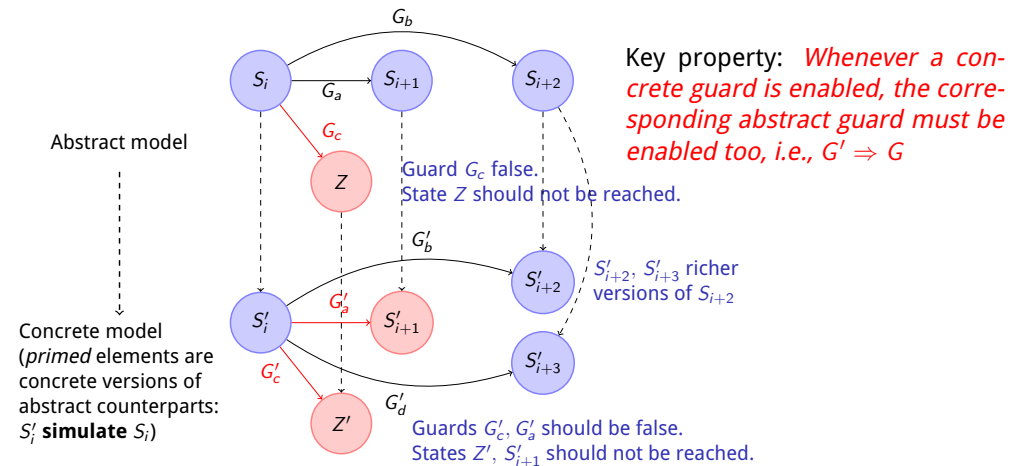 G_b
S_i
G_a
S_{i+1}
S_{i+2}
Key property: Whenever a con-
crete guard is enabled, the corre-
sponding abstract guard must be
enabled too, i.e., G′ ⇒ G
G_c
Abstract model
Z
Guard G_c false.
State Z should not be reached.
G′_b
S′_{i+2}
S′_{i+2}, S′_{i+3} richer
versions of S_{i+2}
S′_i
G′_a
S′_{i+1}
Concrete model
(primed elements are
concrete versions of
abstract counterparts:
S′_i simulate S_i)
S′_{i+3}
G′_c
G′_d
Z′
Guards G′_c, G′_a should be false.
States Z′, S′_{i+1} should not be reached.